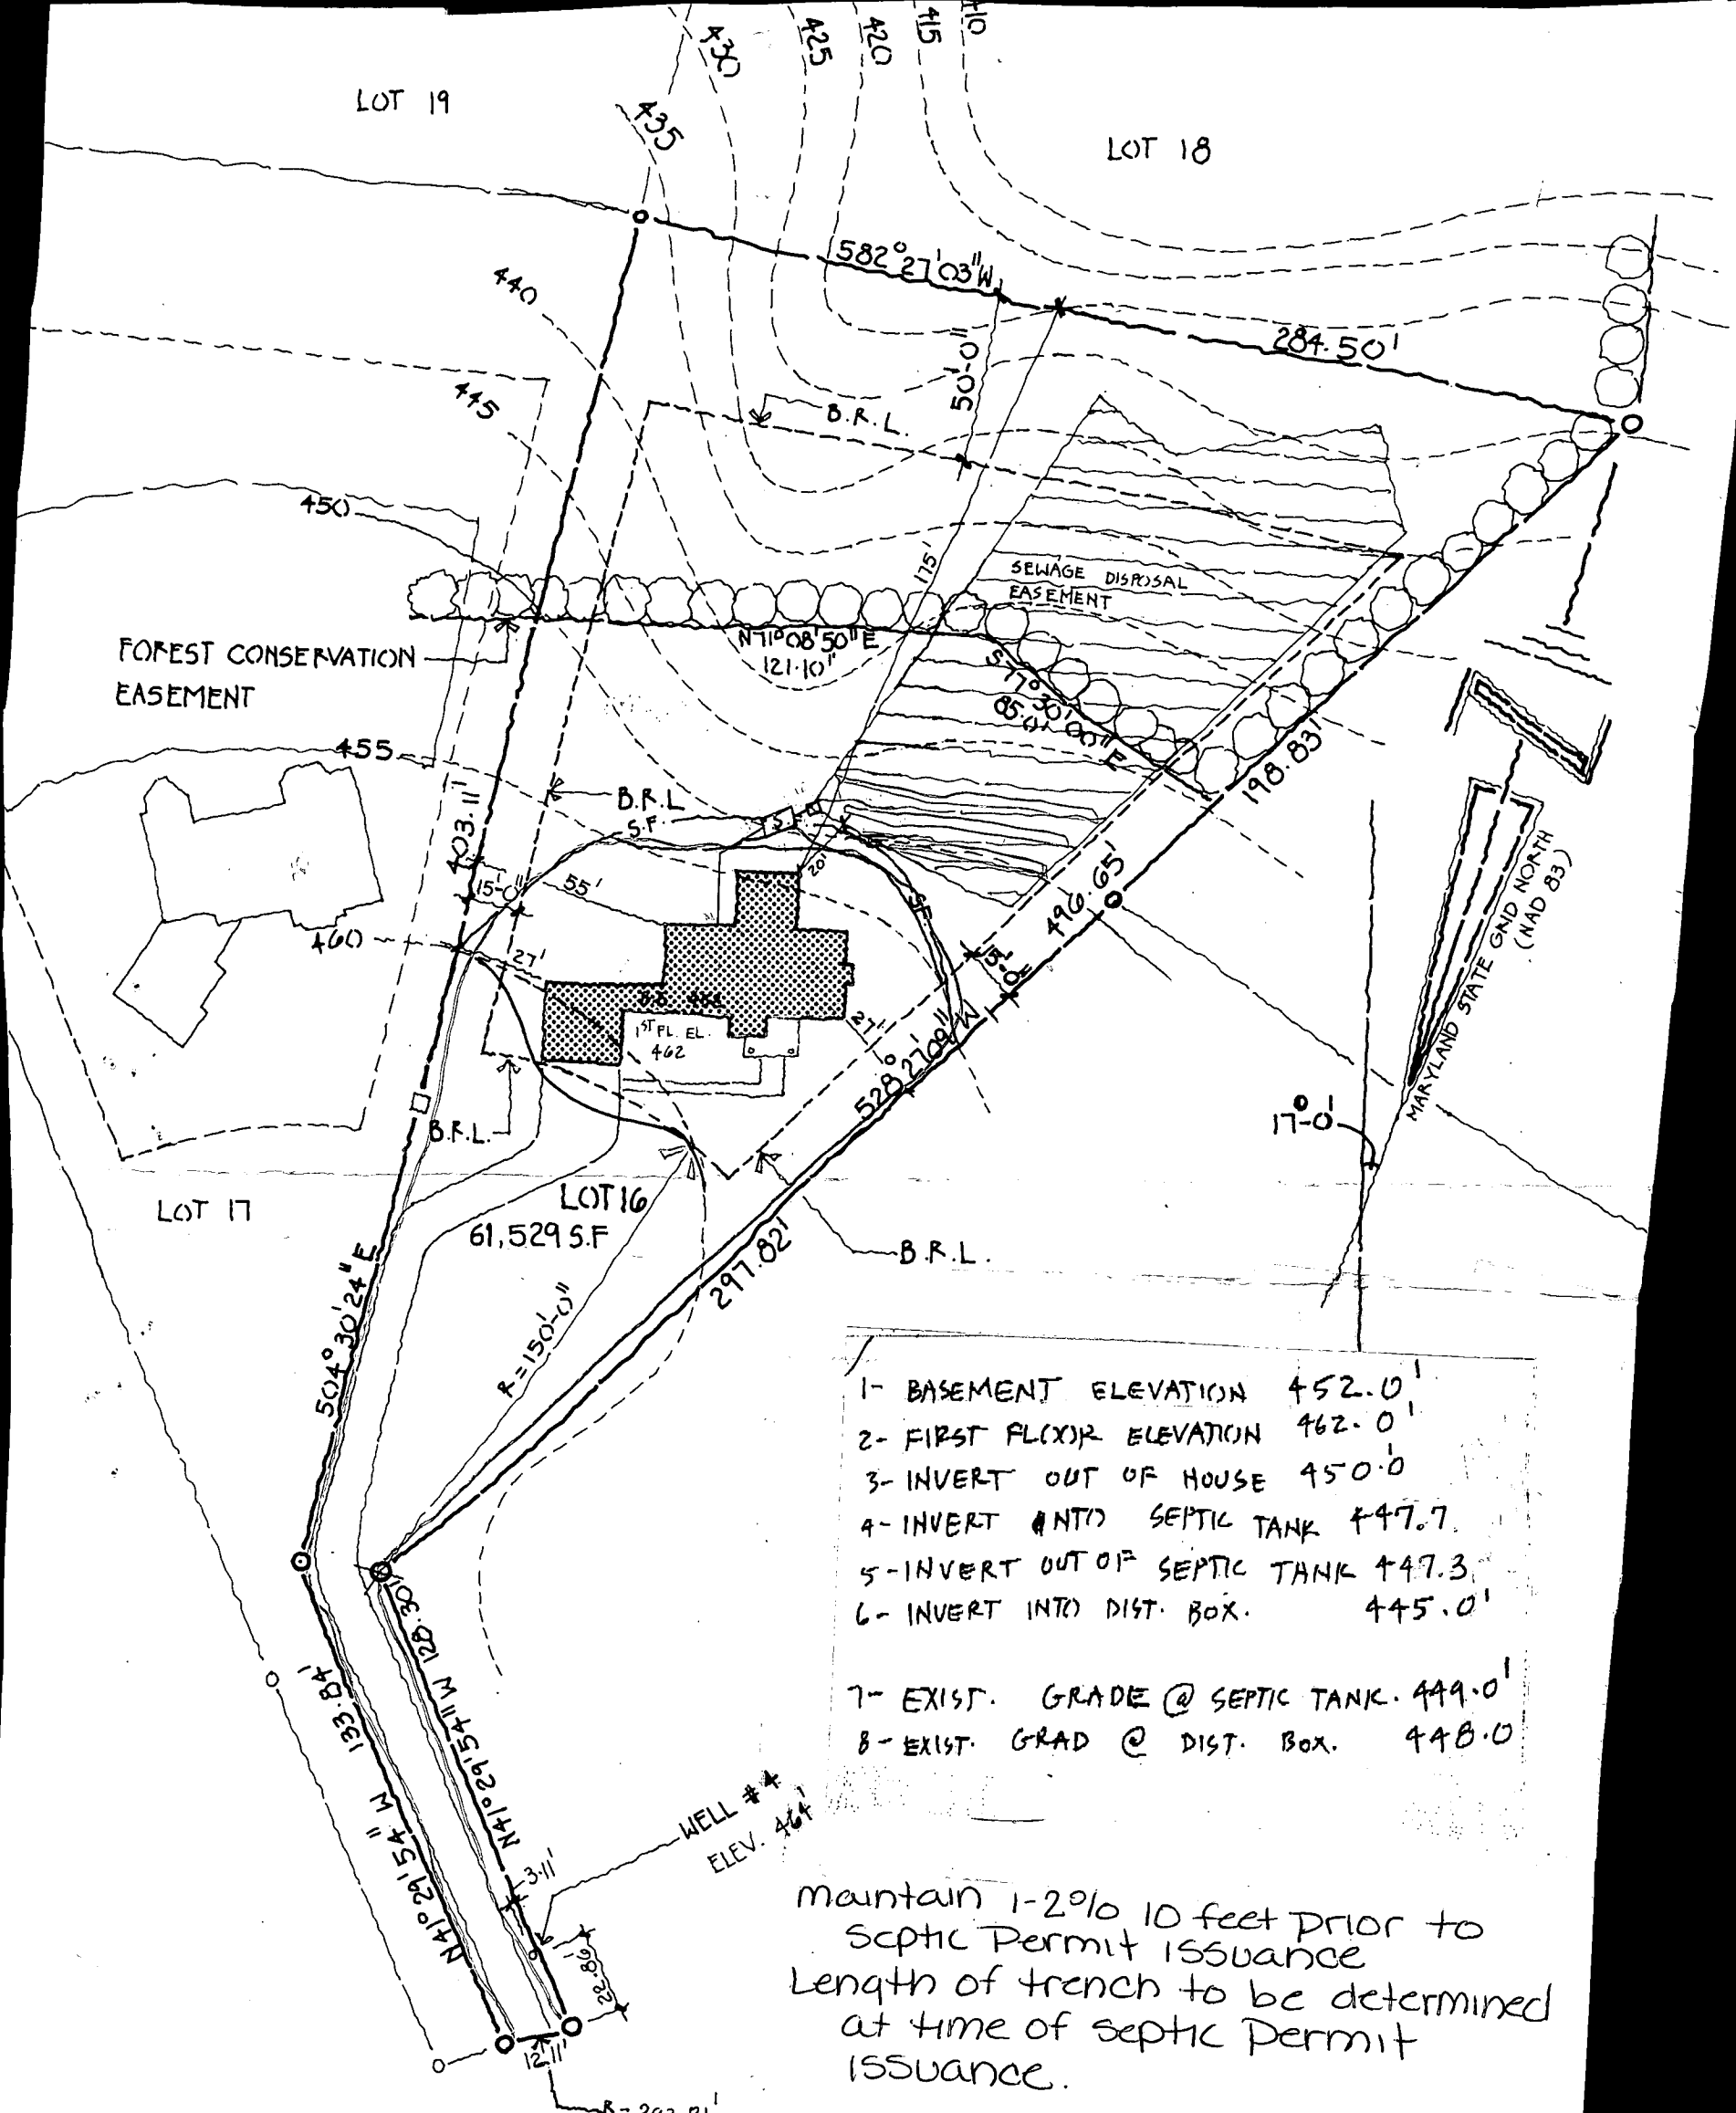 430
425
420
415
410
LOT 19
435
LOT 18
S82°27'03"W
440
284.50'
50'-0"
445
B.R.L.
450
175'
SEWAGE DISPOSAL
EASEMENT
N71°08'50"E
121.10'
FOREST CONSERVATION
EASEMENT
S 77°30'00" E
85.01'
198.83'
455
B.R.L
S.F.
S.T.
403.11'
20'
15'-0"
55'
SF
496.65'
460
27'
15'-0"
1ST FL. EL.
462
27'
S28°27'09" W
MARYLAND STATE GRID NORTH
(NAD 83)
17°-0'
B.R.L.
LOT 17
LOT 16
61,529 S.F
B.R.L.
297.82'
S04°30'24" E
R=150'-0"
1- BASEMENT ELEVATION 452.0'
2- FIRST FLOOR ELEVATION 462.0'
3- INVERT OUT OF HOUSE 450.0'
4- INVERT INTO SEPTIC TANK 447.7
5- INVERT OUT OF SEPTIC TANK 447.3
6- INVERT INTO DIST. BOX. 445.0'
7- EXIST. GRADE @ SEPTIC TANK. 449.0'
8- EXIST. GRAD @ DIST. BOX. 448.0
N41°29'54" W 128.30'
133.84'
N41°29'54" W
WELL #4
ELEV. 464'
3.11'
22.86'
12.11'
maintain 1-2% 10 feet prior to
septic Permit issuance
Length of trench to be determined
at time of septic Permit
issuance.